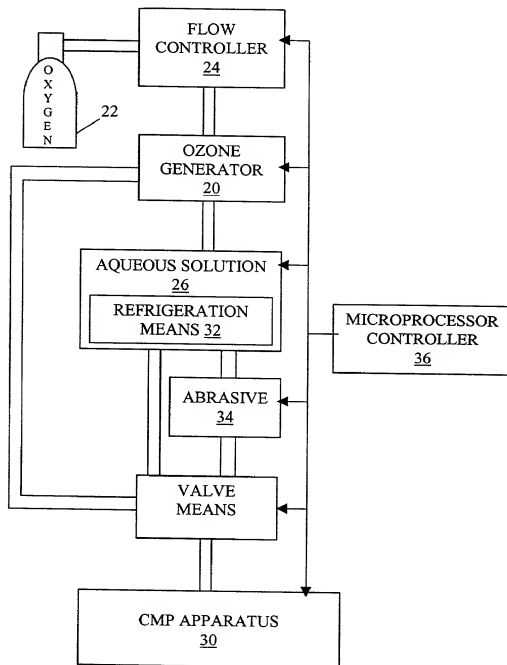 FLOW
CONTROLLER
24
OXYGEN
22
OZONE
GENERATOR
20
AQUEOUS SOLUTION
26
REFRIGERATION
MEANS 32
MICROPROCESSOR
CONTROLLER
36
ABRASIVE
34
VALVE
MEANS
CMP APPARATUS
30